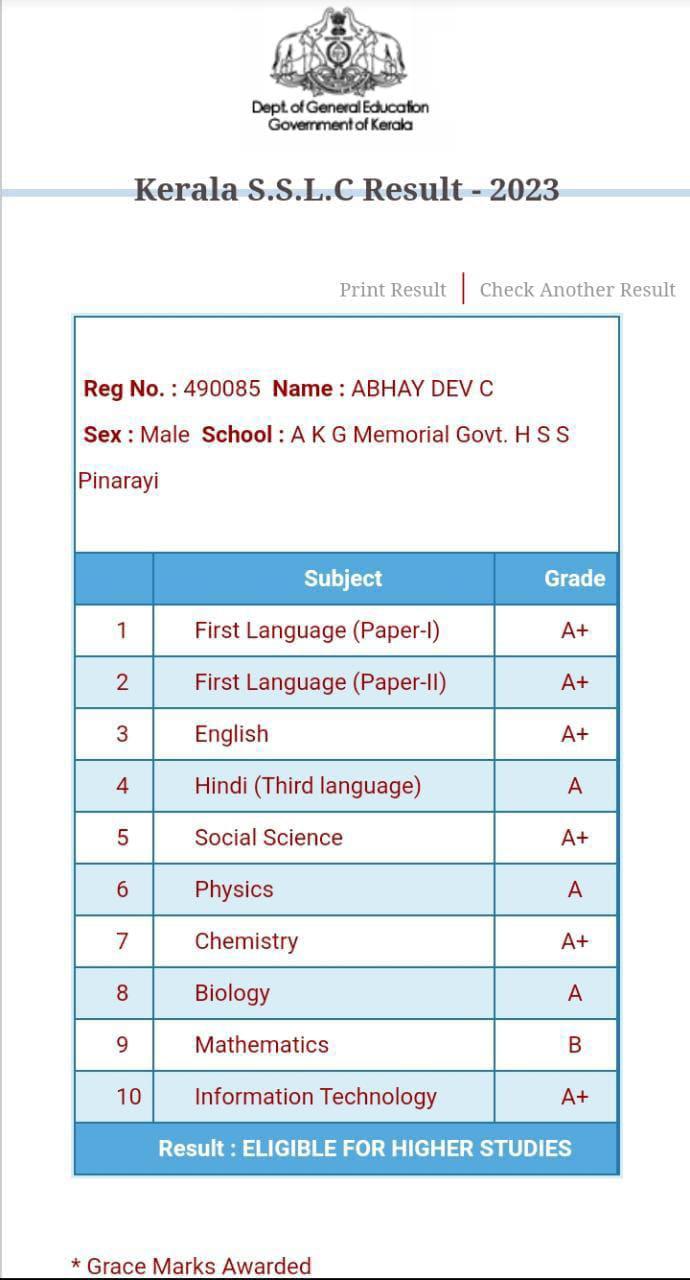 Dept. of General Education
Government of Kerala
Kerala S.S.L.C Result - 2023
Print Result | Check Another Result
Reg No. : 490085 Name : ABHAY DEV C
Sex : Male School : A K G Memorial Govt. H S S
Pinarayi
Subject Grade
1 First Language (Paper-I) A+
2 First Language (Paper-II) A+
3 English A+
4 Hindi (Third language) A
5 Social Science A+
6 Physics A
7 Chemistry A+
8 Biology A
9 Mathematics B
10 Information Technology A+
Result : ELIGIBLE FOR HIGHER STUDIES
* Grace Marks Awarded